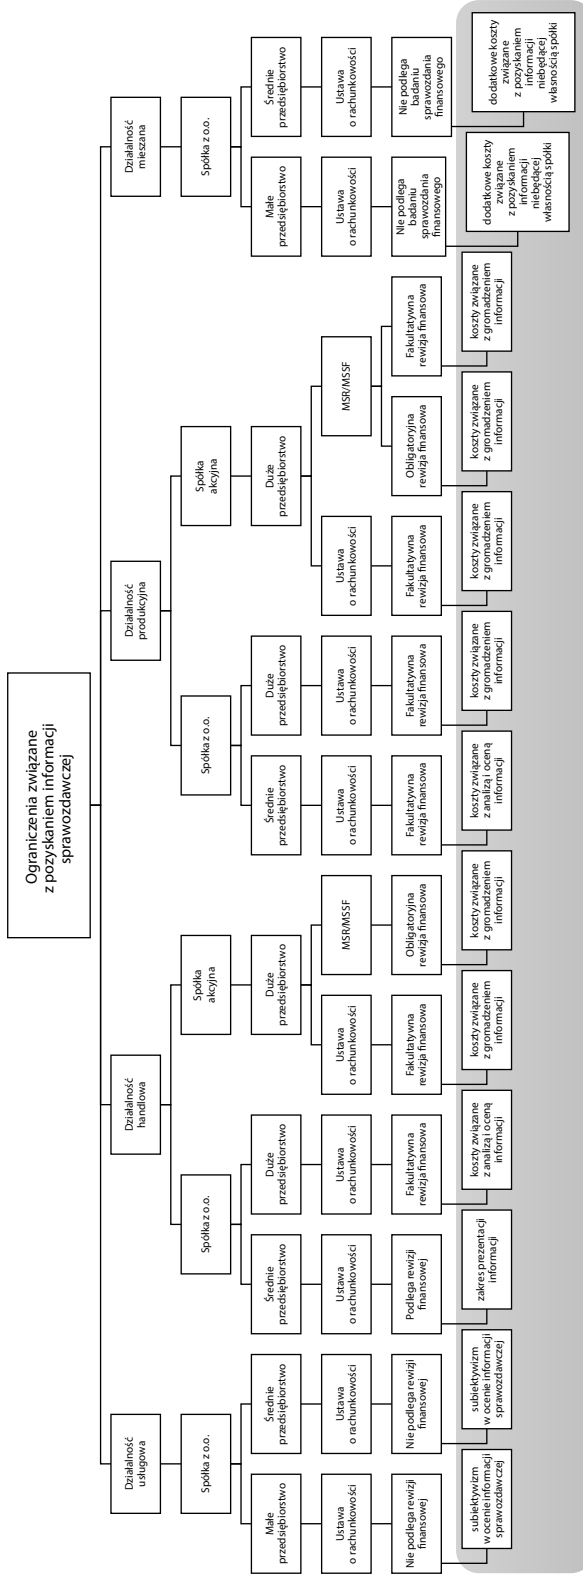 Ograniczenia związane
z pozyskaniem informacji
sprawozdawczej
Działalność
usługowa
Działalność
handlowa
Działalność
produkcyjna
Działalność
mieszana
Spółka z o.o.
Spółka z o.o.
Spółka
akcyjna
Spółka z o.o.
Spółka
akcyjna
Spółka z o.o.
Małe
przedsiębiorstwo
Średnie
przedsiębiorstwo
Średnie
przedsiębiorstwo
Duże
przedsiębiorstwo
Duże
przedsiębiorstwo
Średnie
przedsiębiorstwo
Duże
przedsiębiorstwo
Duże
przedsiębiorstwo
Małe
przedsiębiorstwo
Średnie
przedsiębiorstwo
Ustawa
o rachunkowości
Ustawa
o rachunkowości
Ustawa
o rachunkowości
Ustawa
o rachunkowości
Ustawa
o rachunkowości
MSR/MSSF
Ustawa
o rachunkowości
Ustawa
o rachunkowości
Ustawa
o rachunkowości
MSR/MSSF
Ustawa
o rachunkowości
Ustawa
o rachunkowości
Nie podlega rewizji
finansowej
Nie podlega rewizji
finansowej
Podlega rewizji
finansowej
Fakultatywna
rewizja finansowa
Fakultatywna
rewizja finansowa
Obligatoryjna
rewizja finansowa
Fakultatywna
rewizja finansowa
Fakultatywna
rewizja finansowa
Fakultatywna
rewizja finansowa
Obligatoryjna
rewizja finansowa
Fakultatywna
rewizja finansowa
Nie podlega
badaniu
sprawozdania
finansowego
Nie podlega
badaniu
sprawozdania
finansowego
subiektywizm
w ocenie informacji
sprawozdawczej
subiektywizm
w ocenie informacji
sprawozdawczej
zakres prezentacji
informacji
koszty związane
z analizą i oceną
informacji
koszty związane
z gromadzeniem
informacji
koszty związane
z gromadzeniem
informacji
koszty związane
z analizą i oceną
informacji
koszty związane
z gromadzeniem
informacji
koszty związane
z gromadzeniem
informacji
koszty związane
z gromadzeniem
informacji
koszty związane
z gromadzeniem
informacji
dodatkowe koszty
związane
z pozyskaniem
informacji
niebędącej
własnością spółki
dodatkowe koszty
związane
z pozyskaniem
informacji
niebędącej
własnością spółki